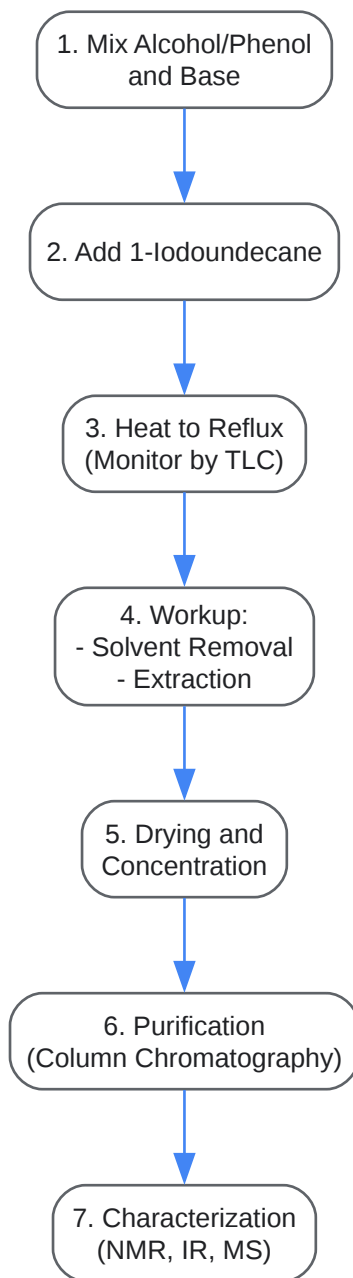 1. Mix Alcohol/Phenol
and Base
2. Add 1-Iodoundecane
3. Heat to Reflux
(Monitor by TLC)
4. Workup:
- Solvent Removal
- Extraction
5. Drying and
Concentration
6. Purification
(Column Chromatography)
7. Characterization
(NMR, IR, MS)